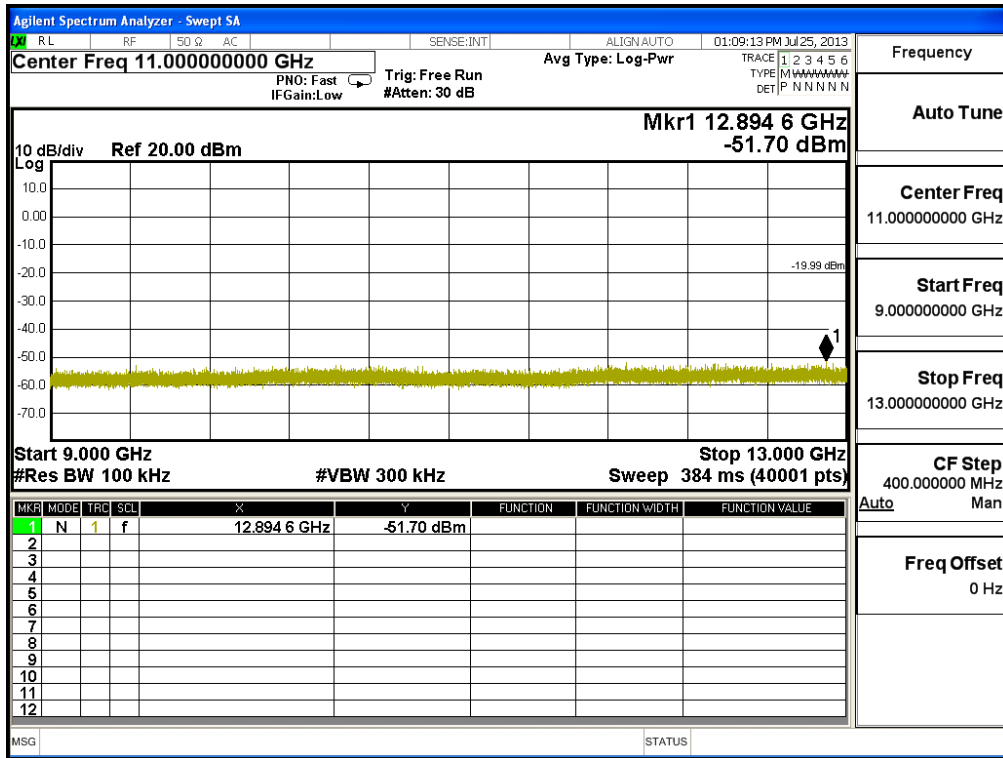 Agilent Spectrum Analyzer - Swept SA
LXI RL RF 50 Ω AC SENSE:INT ALIGN AUTO 01:09:13 PM Jul 25, 2013
Center Freq 11.000000000 GHz Avg Type: Log-Pwr TRACE 1 2 3 4 5 6
PNO: Fast Trig: Free Run TYPE M WWWWW
IFGain:Low #Atten: 30 dB DET P N N N N N
Mkr1 12.894 6 GHz
10 dB/div Ref 20.00 dBm -51.70 dBm
Log
10.0
0.00
-10.0
-20.0 -19.99 dBm
-30.0
-40.0
1
-50.0
-60.0
-70.0
Start 9.000 GHz Stop 13.000 GHz
#Res BW 100 kHz #VBW 300 kHz Sweep 384 ms (40001 pts)
MKR MODE TRC SCL X Y FUNCTION FUNCTION WIDTH FUNCTION VALUE
1 N 1 f 12.894 6 GHz -51.70 dBm
2
3
4
5
6
7
8
9
10
11
12
MSG STATUS
Frequency
Auto Tune
Center Freq
11.000000000 GHz
Start Freq
9.000000000 GHz
Stop Freq
13.000000000 GHz
CF Step
400.000000 MHz
Auto Man
Freq Offset
0 Hz